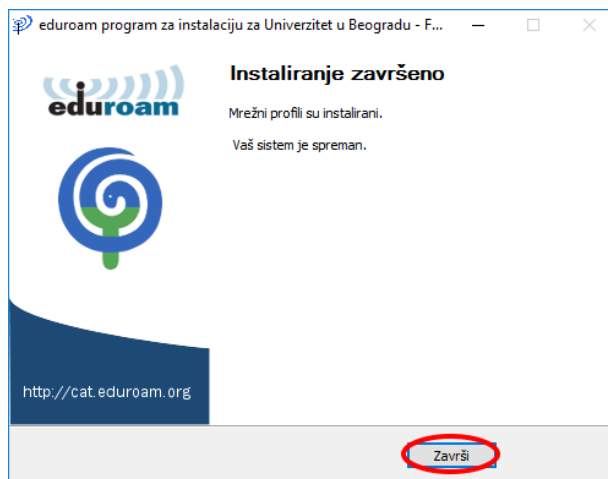 eduroam program za instalaciju za Univerzitet u Beogradu - F...
eduroam
Instaliranje završeno
Mrežni profili su instalirani.
Vaš sistem je spreman.
http://cat.eduroam.org
Završi